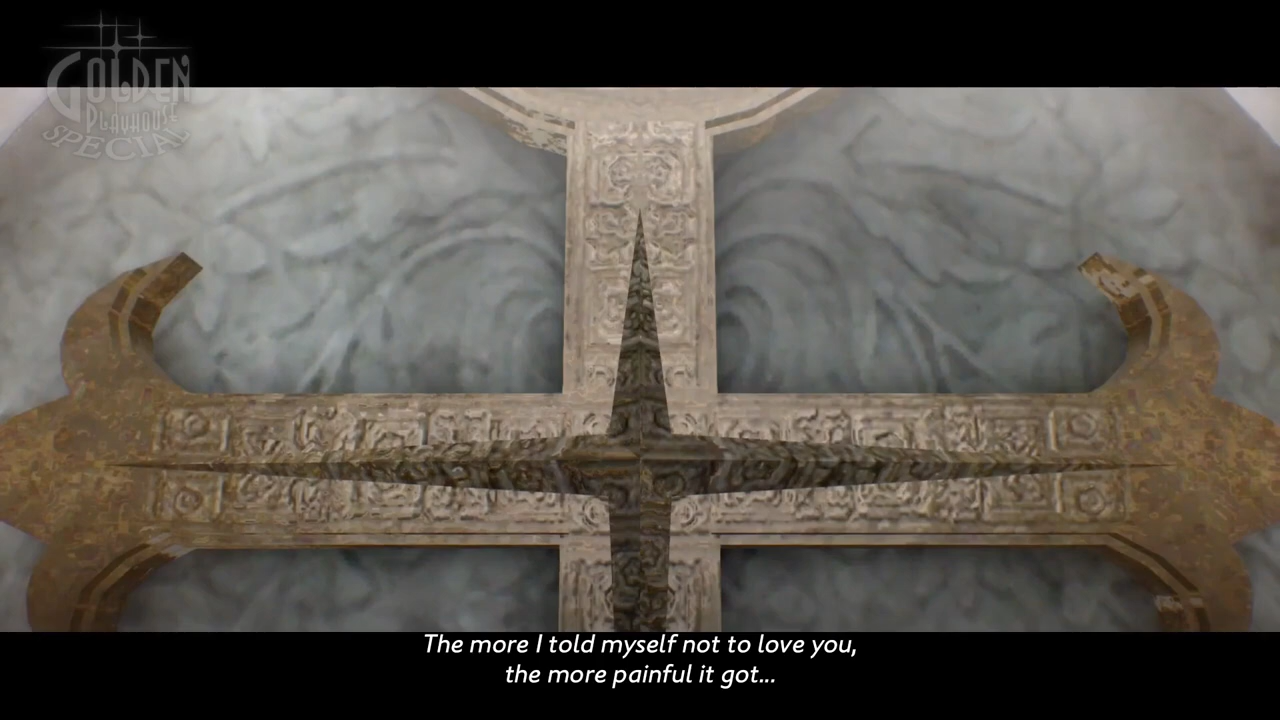 GOLDEN
PLAYHOUSE
SPECIAL
The more I told myself not to love you,
the more painful it got...